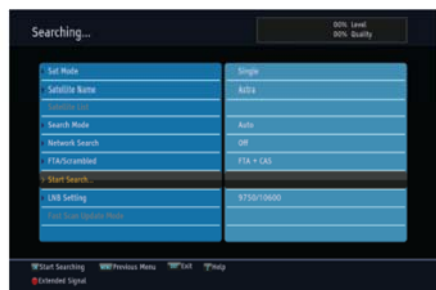 Searching...
00% Level
00% Quality
Sat Mode Single
Satellite Name Astra
Satellite List
Search Mode Auto
Network Search Off
FTA/Scrambled FTA + CAS
Start Search...
LNB Setting 9750/10600
Fast Scan Update Mode
Start Searching Previous Menu Exit Help
Extended Signal